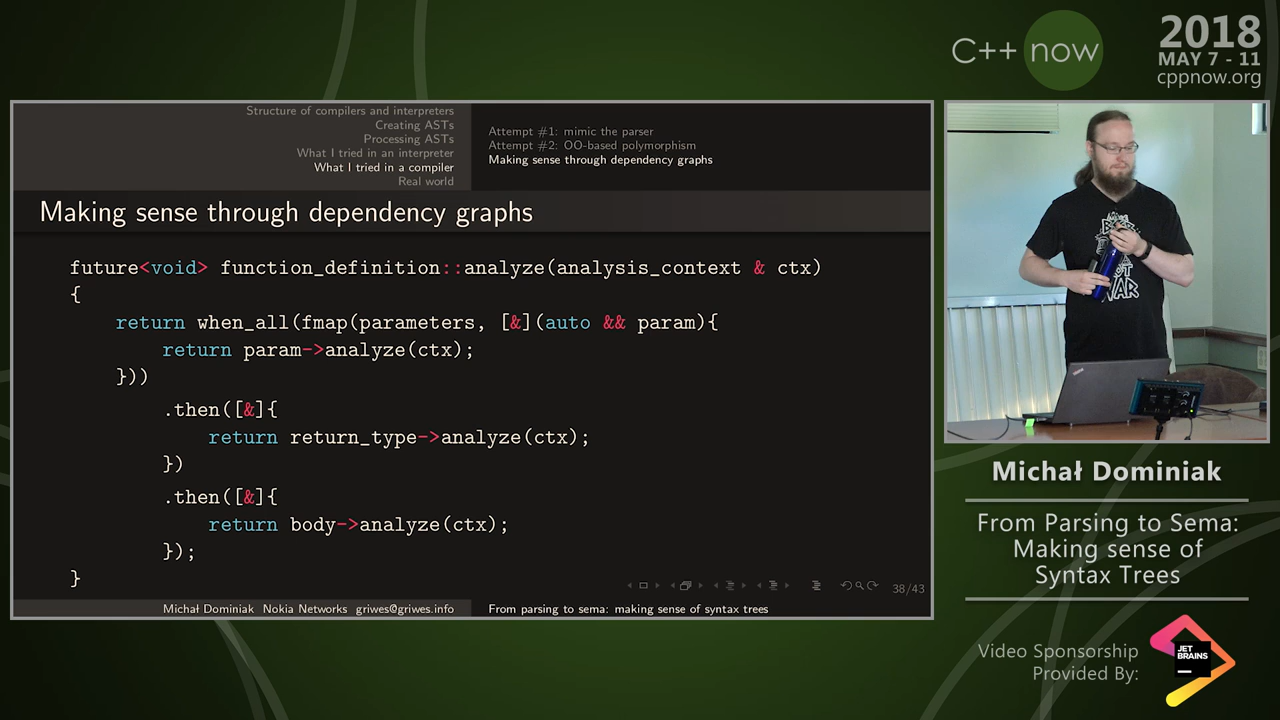 C++ now
2018
MAY 7 - 11
cppnow.org
Structure of compilers and interpreters
Creating ASTs
Processing ASTs
What I tried in an interpreter
What I tried in a compiler
Real world
Attempt #1: mimic the parser
Attempt #2: OO-based polymorphism
Making sense through dependency graphs
Making sense through dependency graphs
future<void> function_definition::analyze(analysis_context & ctx)
{
return when_all(fmap(parameters, [&](auto && param){
return param->analyze(ctx);
}))
.then([&]{
return return_type->analyze(ctx);
})
.then([&]{
return body->analyze(ctx);
});
}
38/43
Michał Dominiak Nokia Networks griwes@griwes.info
From parsing to sema: making sense of syntax trees
NOT
WAR
Michał Dominiak
From Parsing to Sema:
Making sense of
Syntax Trees
Video Sponsorship
Provided By:
JET
BRAINS